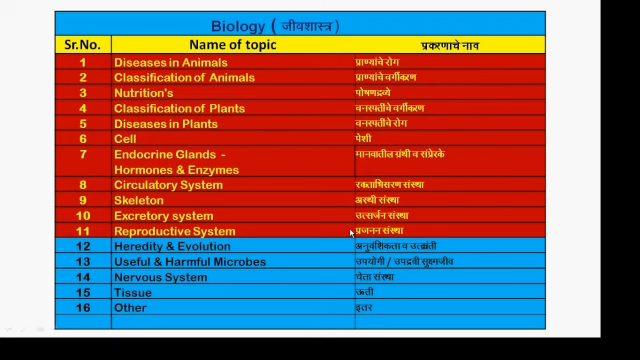 Biology ( जीवशास्त्र )
Sr.No. Name of topic प्रकरणाचे नाव
1 Diseases in Animals प्राण्यांचे रोग
2 Classification of Animals प्राण्यांचे वर्गीकरण
3 Nutrition's पोषणद्रव्ये
4 Classification of Plants वनस्पतीचे वर्गीकरण
5 Diseases in Plants वनस्पतीचे रोग
6 Cell पेशी
7 Endocrine Glands - मानवातील ग्रंथी व संप्रेरके
Hormones & Enzymes
8 Circulatory System रक्ताभिसरण संस्था
9 Skeleton अस्थी संस्था
10 Excretory system उत्सर्जन संस्था
11 Reproductive System प्रजनन संस्था
12 Heredity & Evolution अनुवंशिकता व उत्क्रांती
13 Useful & Harmful Microbes उपयोगी / उपद्रवी सुक्ष्मजीव
14 Nervous System चेता संस्था
15 Tissue ऊती
16 Other इतर